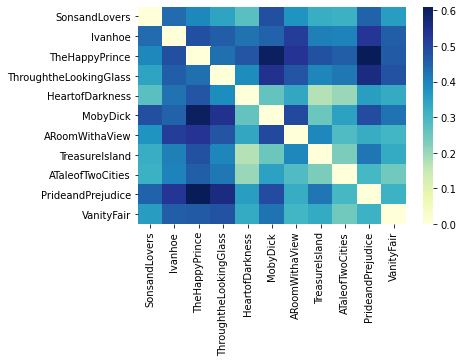 SonsandLovers
Ivanhoe
TheHappyPrince
ThroughtheLookingGlass
HeartofDarkness
MobyDick
ARoomWithaView
TreasureIsland
ATaleofTwoCities
PrideandPrejudice
VanityFair
SonsandLovers
Ivanhoe
TheHappyPrince
ThroughtheLookingGlass
HeartofDarkness
MobyDick
ARoomWithaView
TreasureIsland
ATaleofTwoCities
PrideandPrejudice
VanityFair
0.6
0.5
0.4
0.3
0.2
0.1
0.0